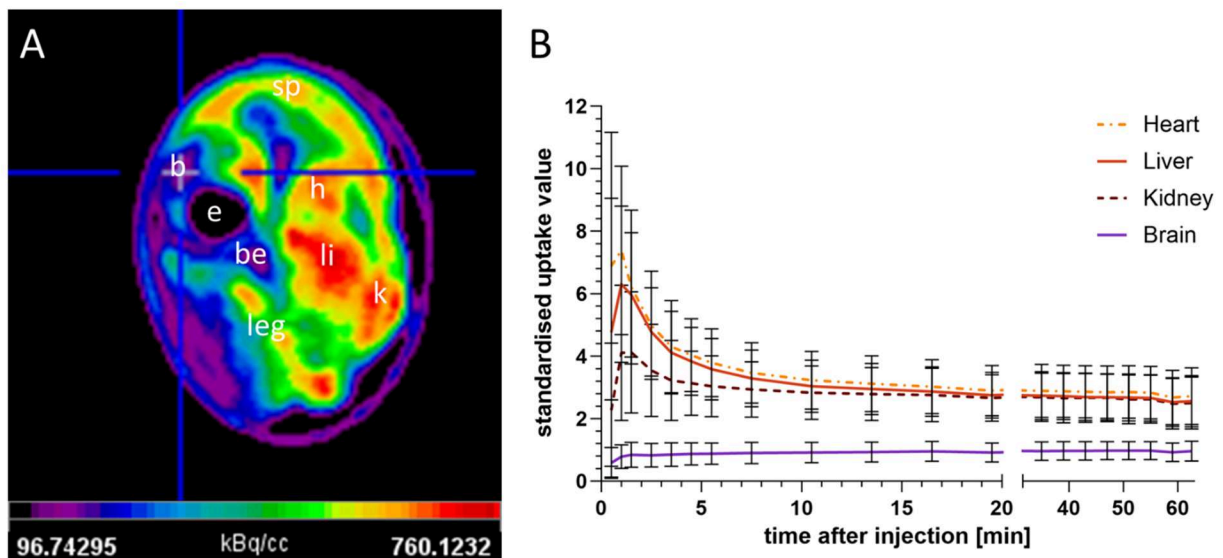 A
sp
b
h
e
be
li
k
leg
96.74295 kBq/cc 760.1232
B
standardised uptake value
12
10
8
6
4
2
0
Heart
Liver
Kidney
Brain
0 5 10 15 20 40 50 60
time after injection [min]